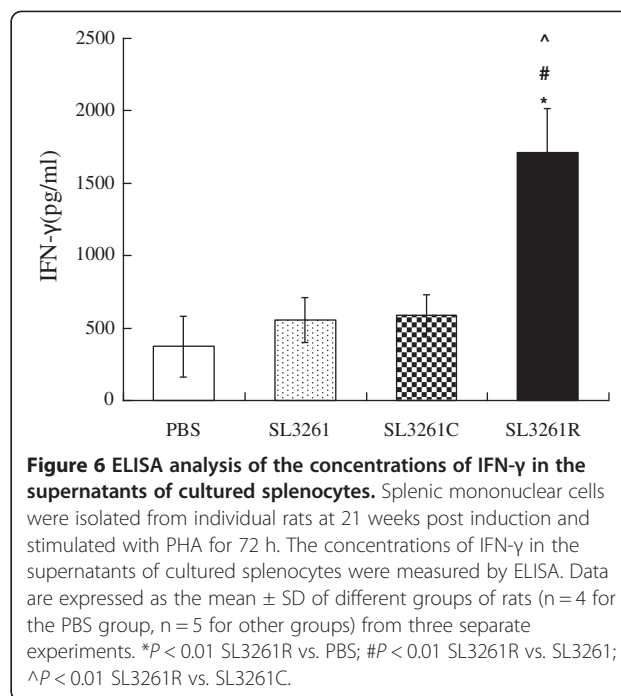 2500
^
#
2000
*
1500
IFN-γ(pg/ml)
1000
500
0
PBS SL3261 SL3261C SL3261R
Figure 6 ELISA analysis of the concentrations of IFN-γ in the
supernatants of cultured splenocytes. Splenic mononuclear cells
were isolated from individual rats at 21 weeks post induction and
stimulated with PHA for 72 h. The concentrations of IFN-γ in the
supernatants of cultured splenocytes were measured by ELISA. Data
are expressed as the mean ± SD of different groups of rats (n = 4 for
the PBS group, n = 5 for other groups) from three separate
experiments. *P < 0.01 SL3261R vs. PBS; #P < 0.01 SL3261R vs. SL3261;
^P < 0.01 SL3261R vs. SL3261C.